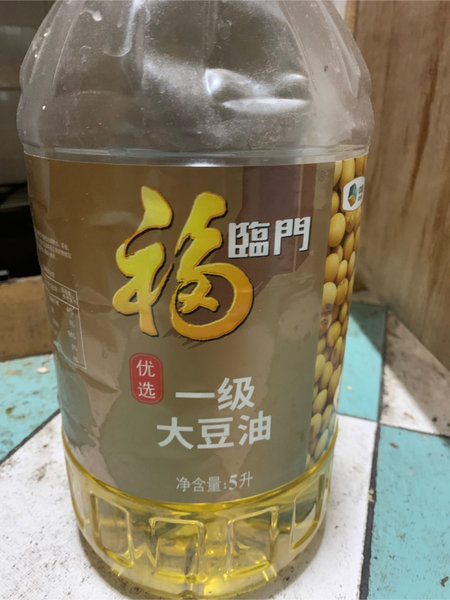 福臨門
优选
一级
大豆油
净含量:5升